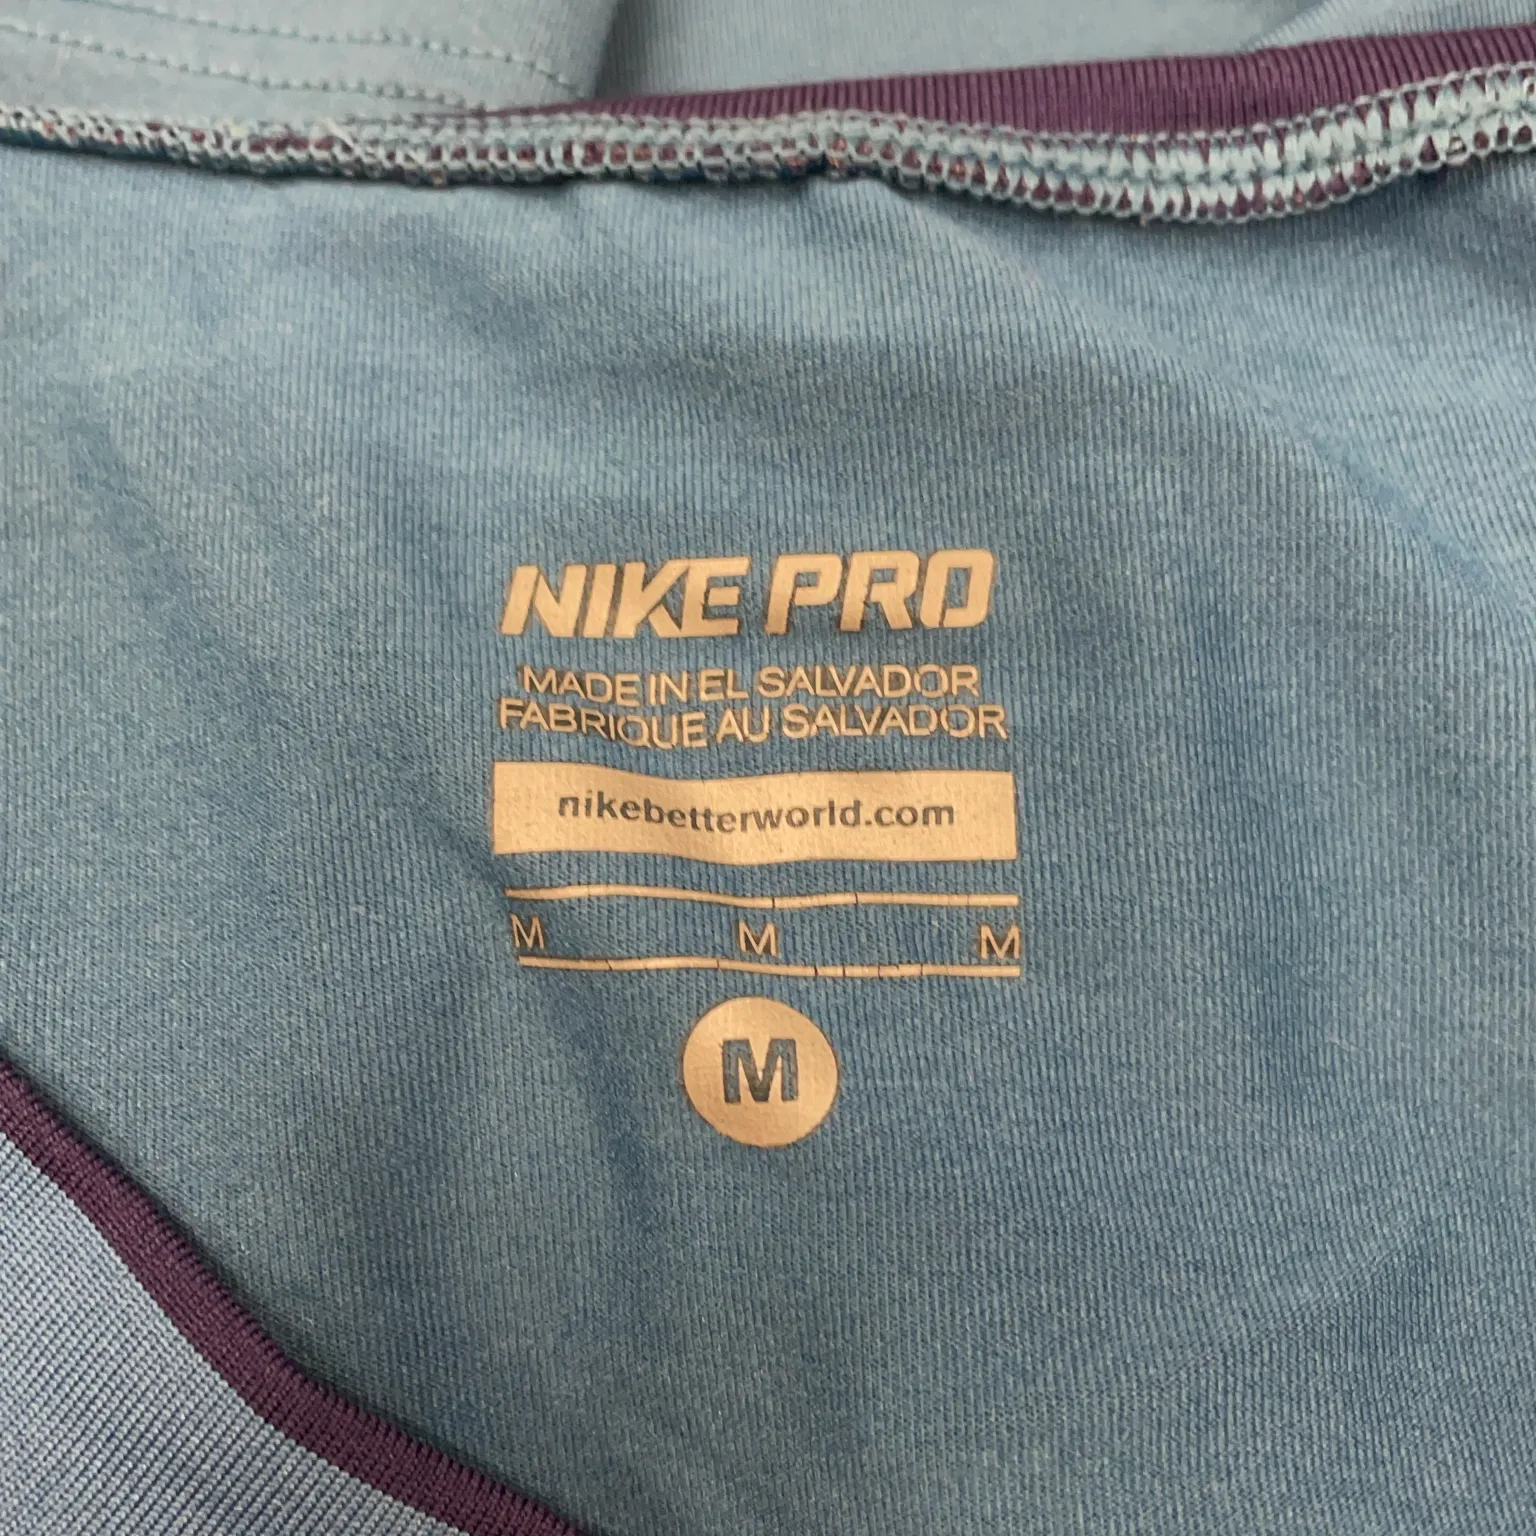 NIKE PRO
MADE IN EL SALVADOR
FABRIQUE AU SALVADOR
nikebetterworld.com
M M M
M